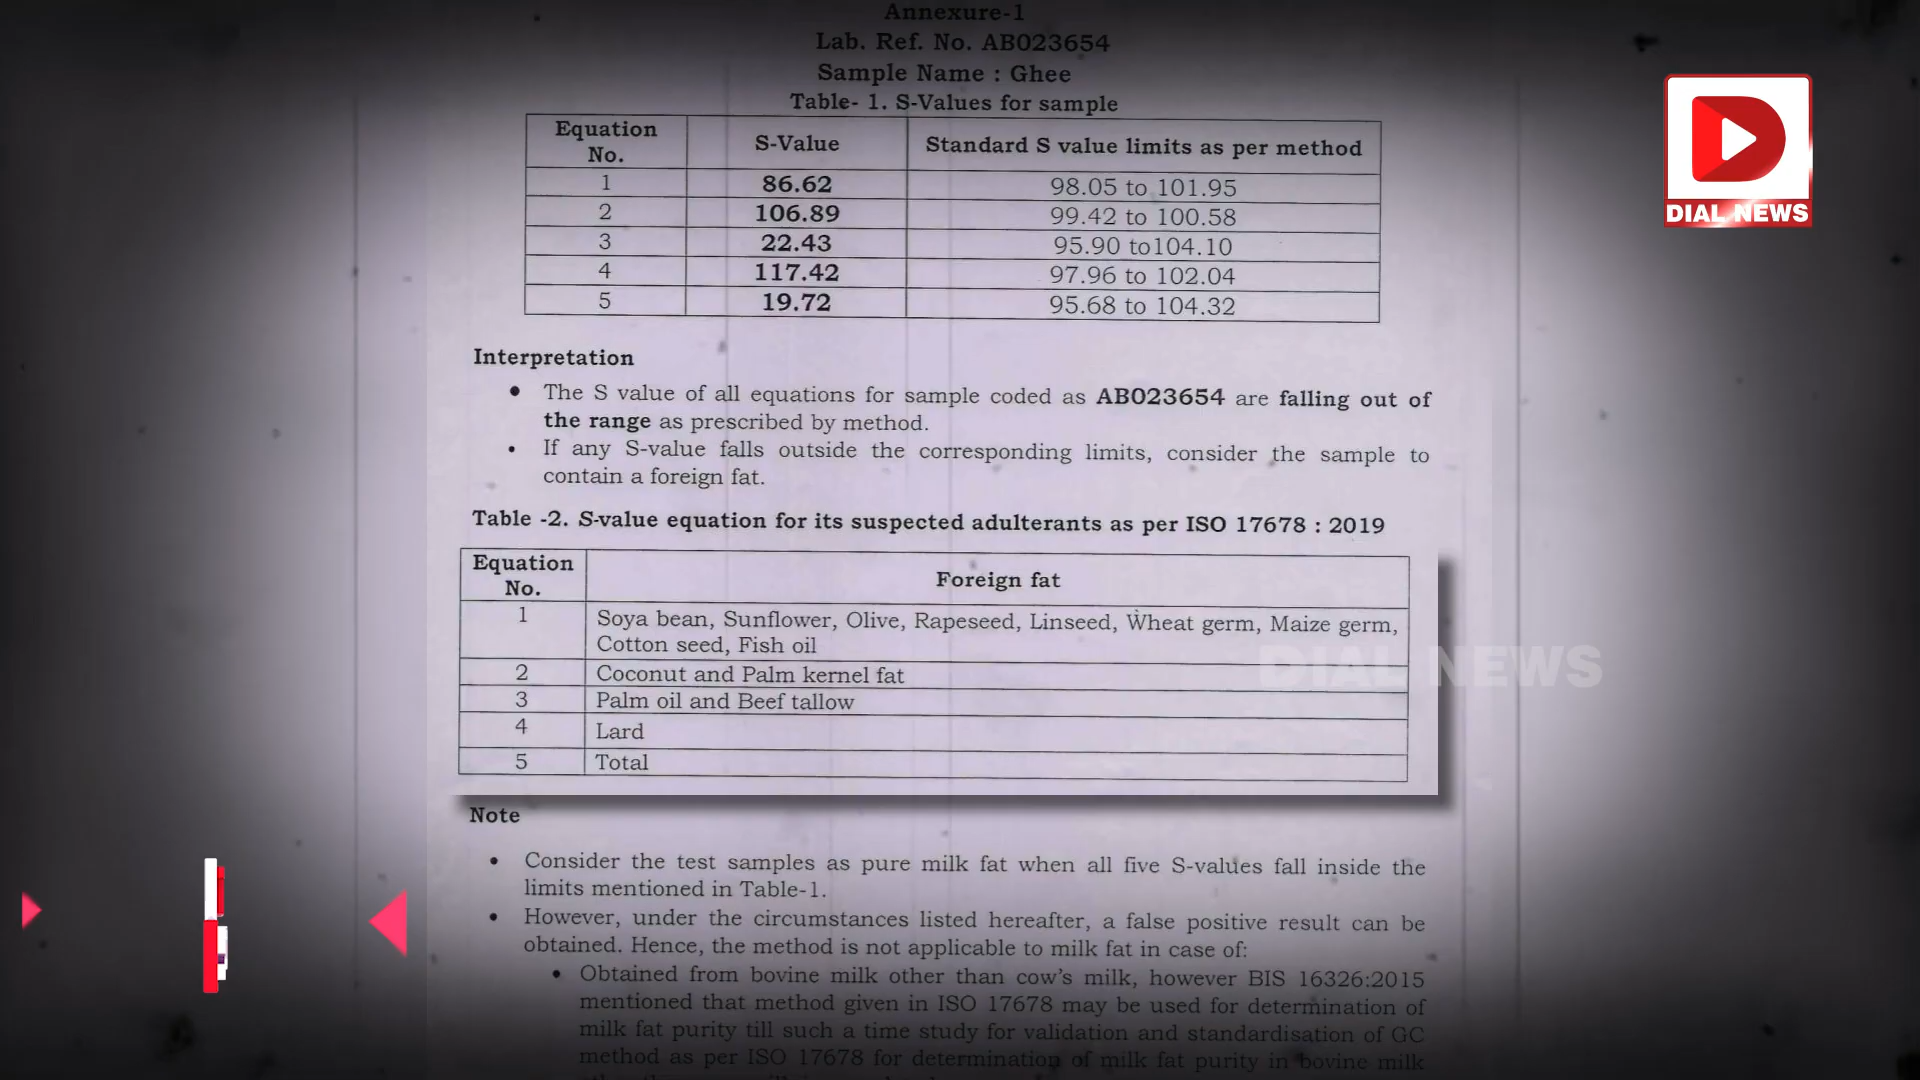 Annexure-1
Lab. Ref. No. AB023654
Sample Name : Ghee
Table- 1. S-Values for sample
Equation No. S-Value Standard S value limits as per method
1 86.62 98.05 to 101.95
2 106.89 99.42 to 100.58
3 22.43 95.90 to104.10
4 117.42 97.96 to 102.04
5 19.72 95.68 to 104.32
DIAL NEWS
Interpretation
• The S value of all equations for sample coded as AB023654 are falling out of
the range as prescribed by method.
• If any S-value falls outside the corresponding limits, consider the sample to
contain a foreign fat.
Table -2. S-value equation for its suspected adulterants as per ISO 17678 : 2019
Equation No. Foreign fat
1 Soya bean, Sunflower, Olive, Rapeseed, Linseed, Wheat germ, Maize germ,
Cotton seed, Fish oil
2 Coconut and Palm kernel fat
3 Palm oil and Beef tallow
4 Lard
5 Total
DIAL NEWS
Note
• Consider the test samples as pure milk fat when all five S-values fall inside the
limits mentioned in Table-1.
• However, under the circumstances listed hereafter, a false positive result can be
obtained. Hence, the method is not applicable to milk fat in case of:
• Obtained from bovine milk other than cow's milk, however BIS 16326:2015
mentioned that method given in ISO 17678 may be used for determination of
milk fat purity till such a time study for validation and standardisation of GC
method as per ISO 17678 for determination of milk fat purity in bovine milk